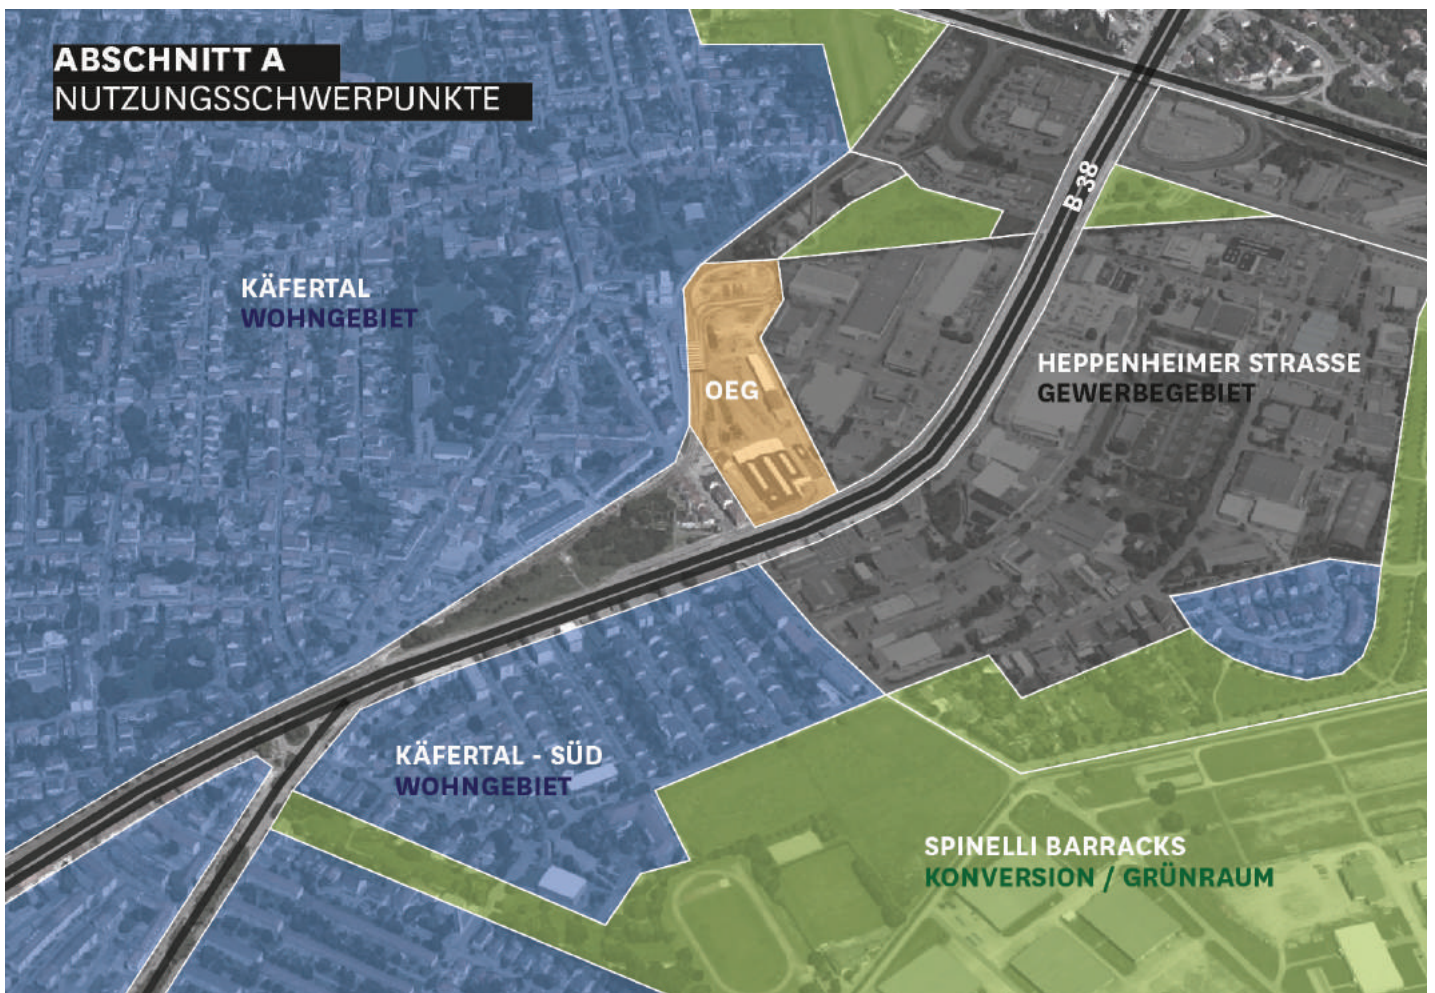 ABSCHNITT A
NUTZUNGSSCHWERPUNKTE
B 38
KÄFERTAL
WOHNGEBIET
HEPPENHEIMER STRASSE
GEWERBEGEBIET
OEG
KÄFERTAL - SÜD
WOHNGEBIET
SPINELLI BARRACKS
KONVERSION / GRÜNRAUM